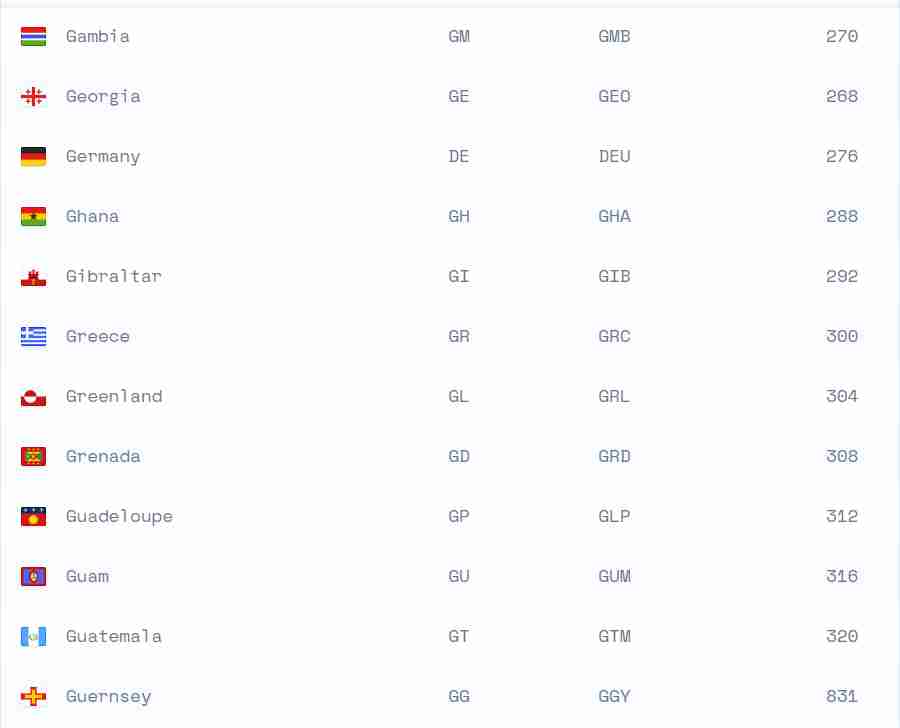 Gambia GM GMB 270
Georgia GE GEO 268
Germany DE DEU 276
Ghana GH GHA 288
Gibraltar GI GIB 292
Greece GR GRC 300
Greenland GL GRL 304
Grenada GD GRD 308
Guadeloupe GP GLP 312
Guam GU GUM 316
Guatemala GT GTM 320
Guernsey GG GGY 831